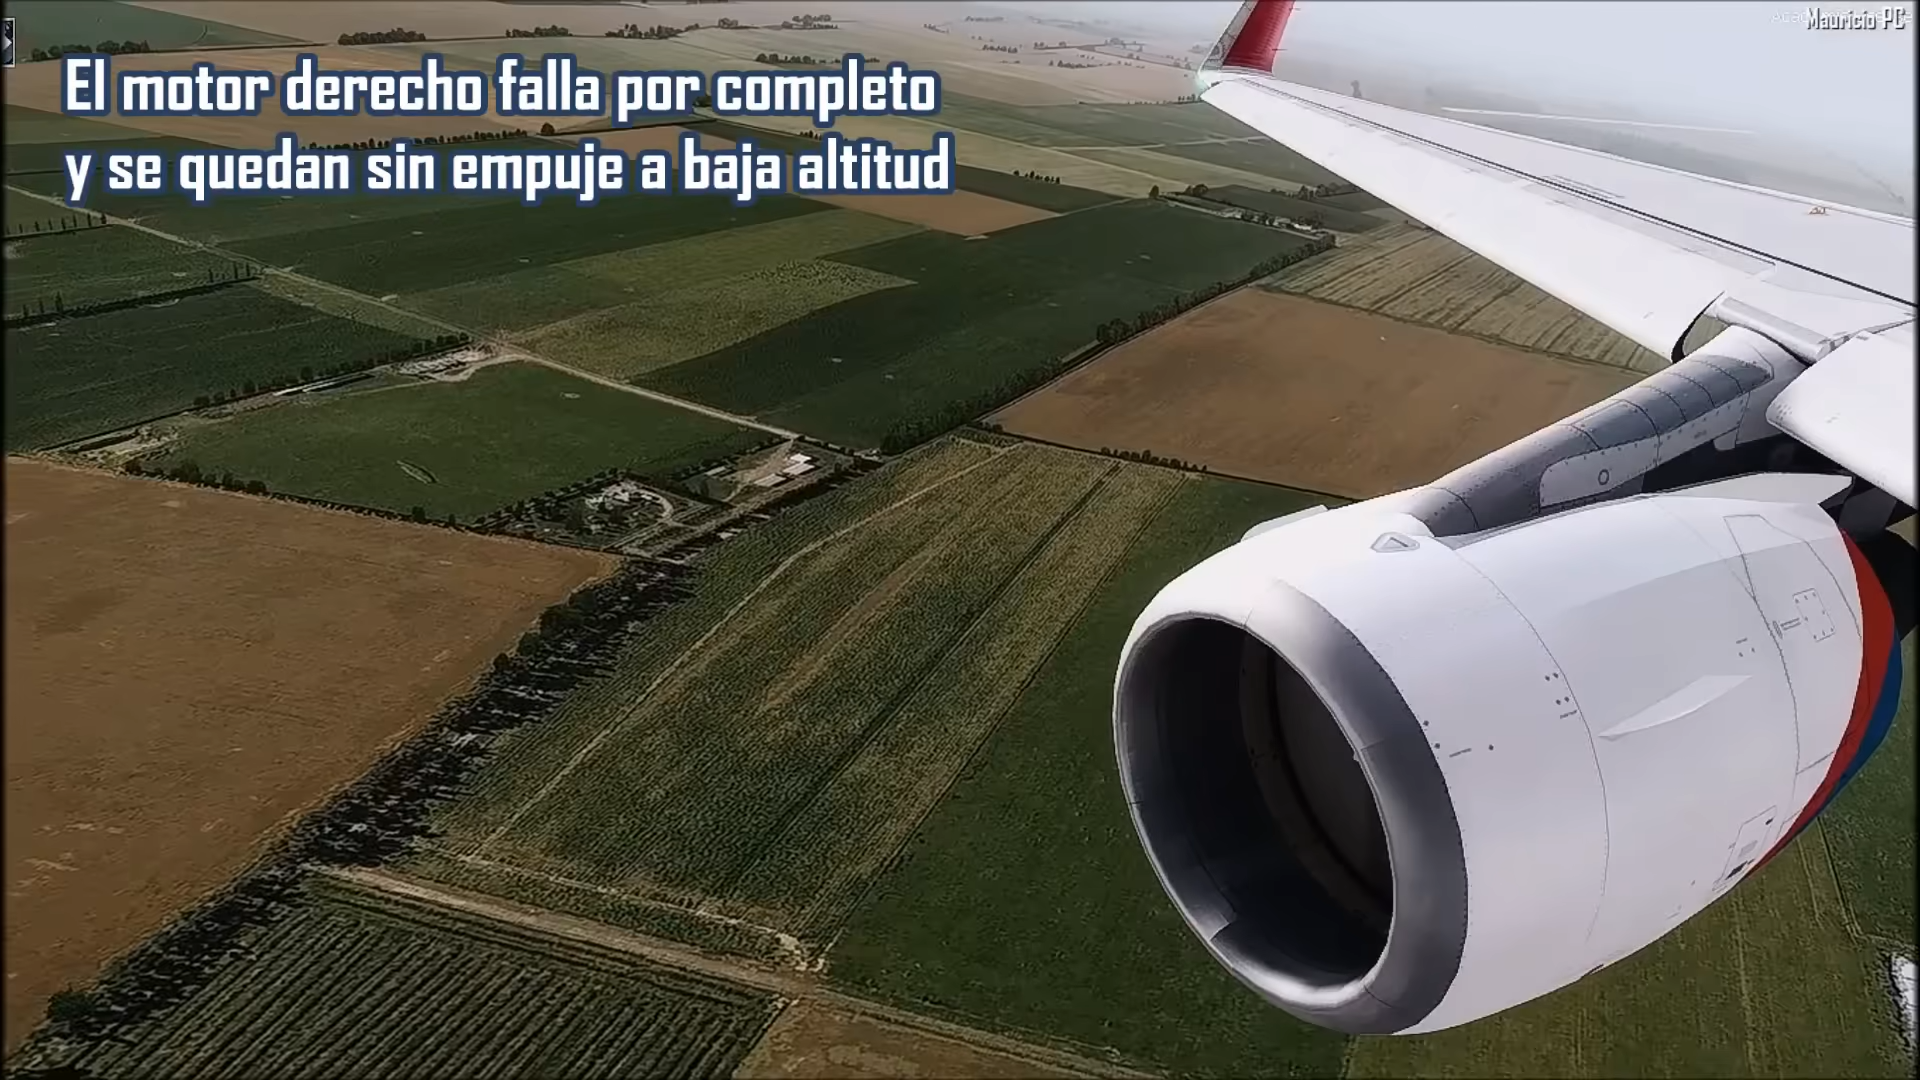 El motor derecho falla por completo
y se quedan sin empuje a baja altitud
Mauricio PC